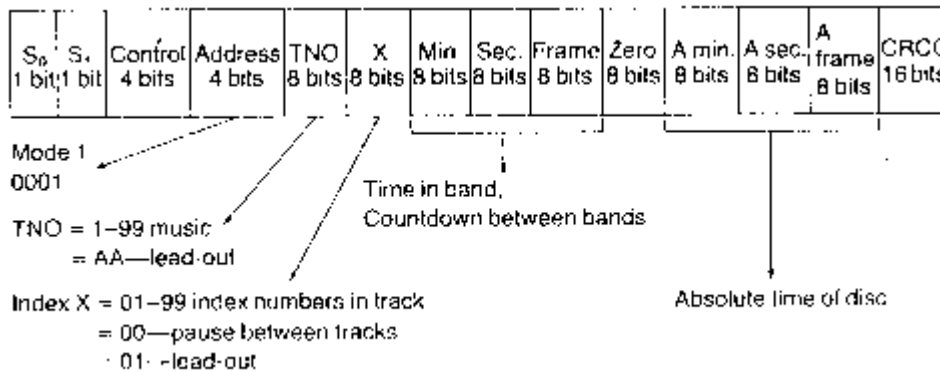 S₀ 1 bit
S₁ 1 bit
Control 4 bits
Address 4 bits
TNO 8 bits
X 8 bits
Min 8 bits
Sec. 8 bits
Frame 8 bits
Zero 8 bits
A min. 8 bits
A sec. 8 bits
A frame 8 bits
CRCC 16 bits
Mode 1
0001
Time in band,
Countdown between bands
TNO = 1–99 music
= AA—lead-out
Index X = 01–99 index numbers in track
= 00—pause between tracks
01—lead-out
Absolute time of disc